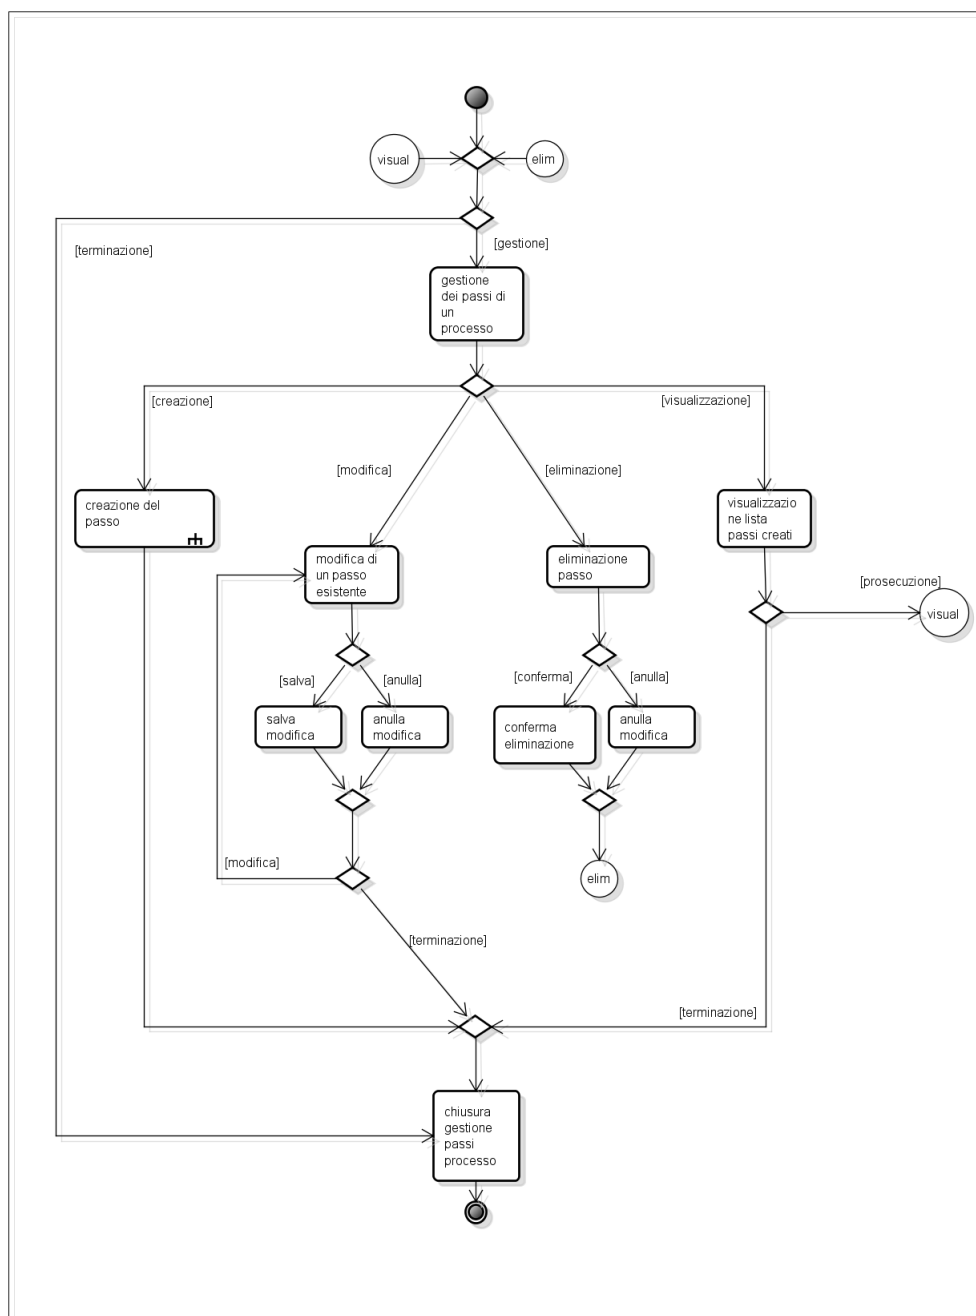 visual
elim
[terminazione]
[gestione]
gestione
dei passi di
un
processo
[creazione]
[visualizzazione]
[modifica]
[eliminazione]
creazione del
passo
visualizzazio
ne lista
passi creati
modifica di
un passo
esistente
eliminazione
passo
[prosecuzione]
visual
[salva]
[anulla]
[conferma]
[anulla]
salva
modifica
anulla
modifica
conferma
eliminazione
anulla
modifica
[modifica]
elim
[terminazione]
[terminazione]
chiusura
gestione
passi
processo